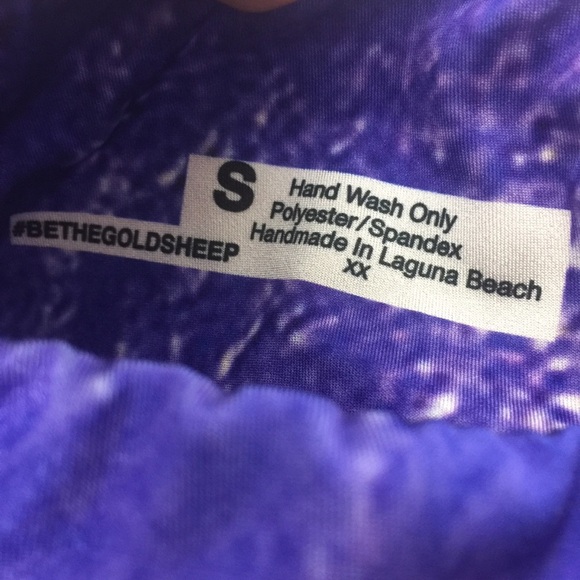 S
Hand Wash Only
Polyester/Spandex
Handmade In Laguna Beach
xx
#BETHEGOLDSHEEP